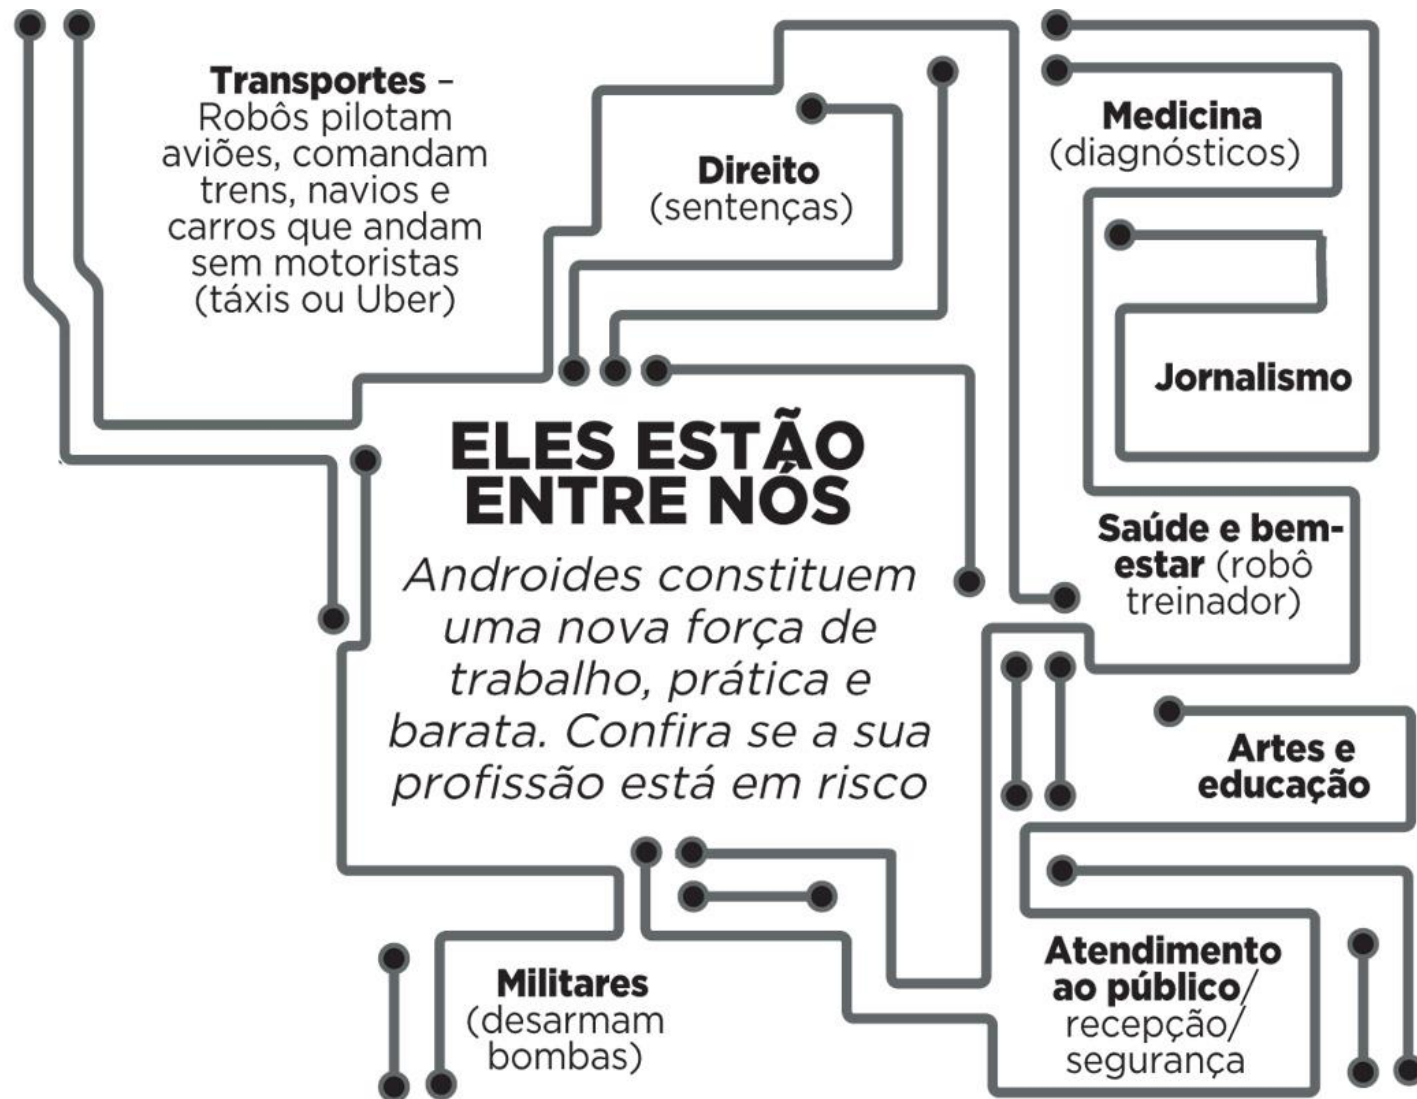 Transportes –
Robôs pilotam
aviões, comandam
trens, navios e
carros que andam
sem motoristas
(táxis ou Uber)
Direito
(sentenças)
Medicina
(diagnósticos)
Jornalismo
ELES ESTÃO
ENTRE NÓS
Androides constituem
uma nova força de
trabalho, prática e
barata. Confira se a sua
profissão está em risco
Saúde e bem-
estar (robô
treinador)
Artes e
educação
Militares
(desarmam
bombas)
Atendimento
ao público/
recepção/
segurança